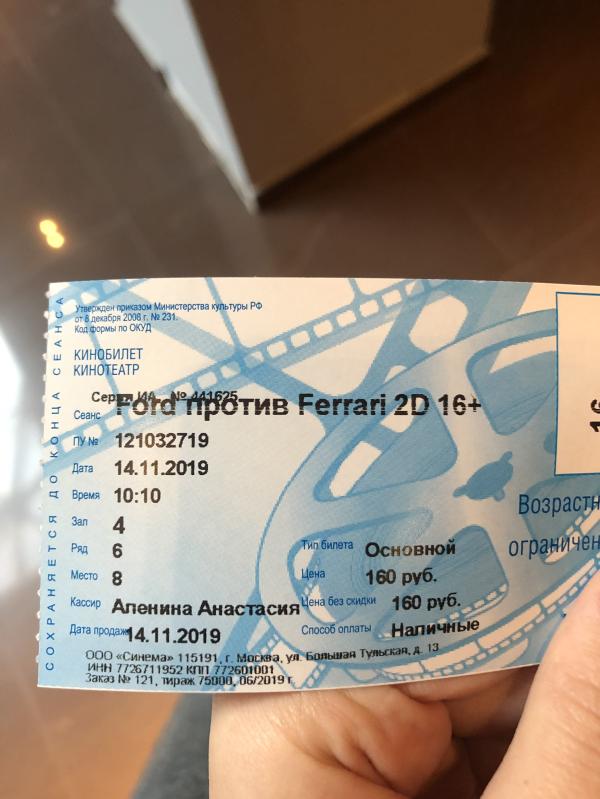 СОХРАНЯЕТСЯ ДО КОНЦА СЕАНСА
Утвержден приказом Министерства культуры РФ
от 8 декабря 2008 г. № 231.
Код формы по ОКУД
КИНОБИЛЕТ
КИНОТЕАТР
Серия ИА № 441625
Сеанс Ford против Ferrari 2D 16+
ПУ № 121032719
Дата 14.11.2019
Время 10:10
Зал 4
Ряд 6
Место 8
Кассир Аленина Анастасия
Дата продаж 14.11.2019
Тип билета Основной
Цена 160 руб.
Цена без скидки 160 руб.
Способ оплаты Наличные
ООО «Синема» 115191, г. Москва, ул. Большая Тульская, д. 13
ИНН 7726711952 КПП 772601001
Заказ № 121, тираж 75000, 06/2019 г.
16
Возрастн
ограничен